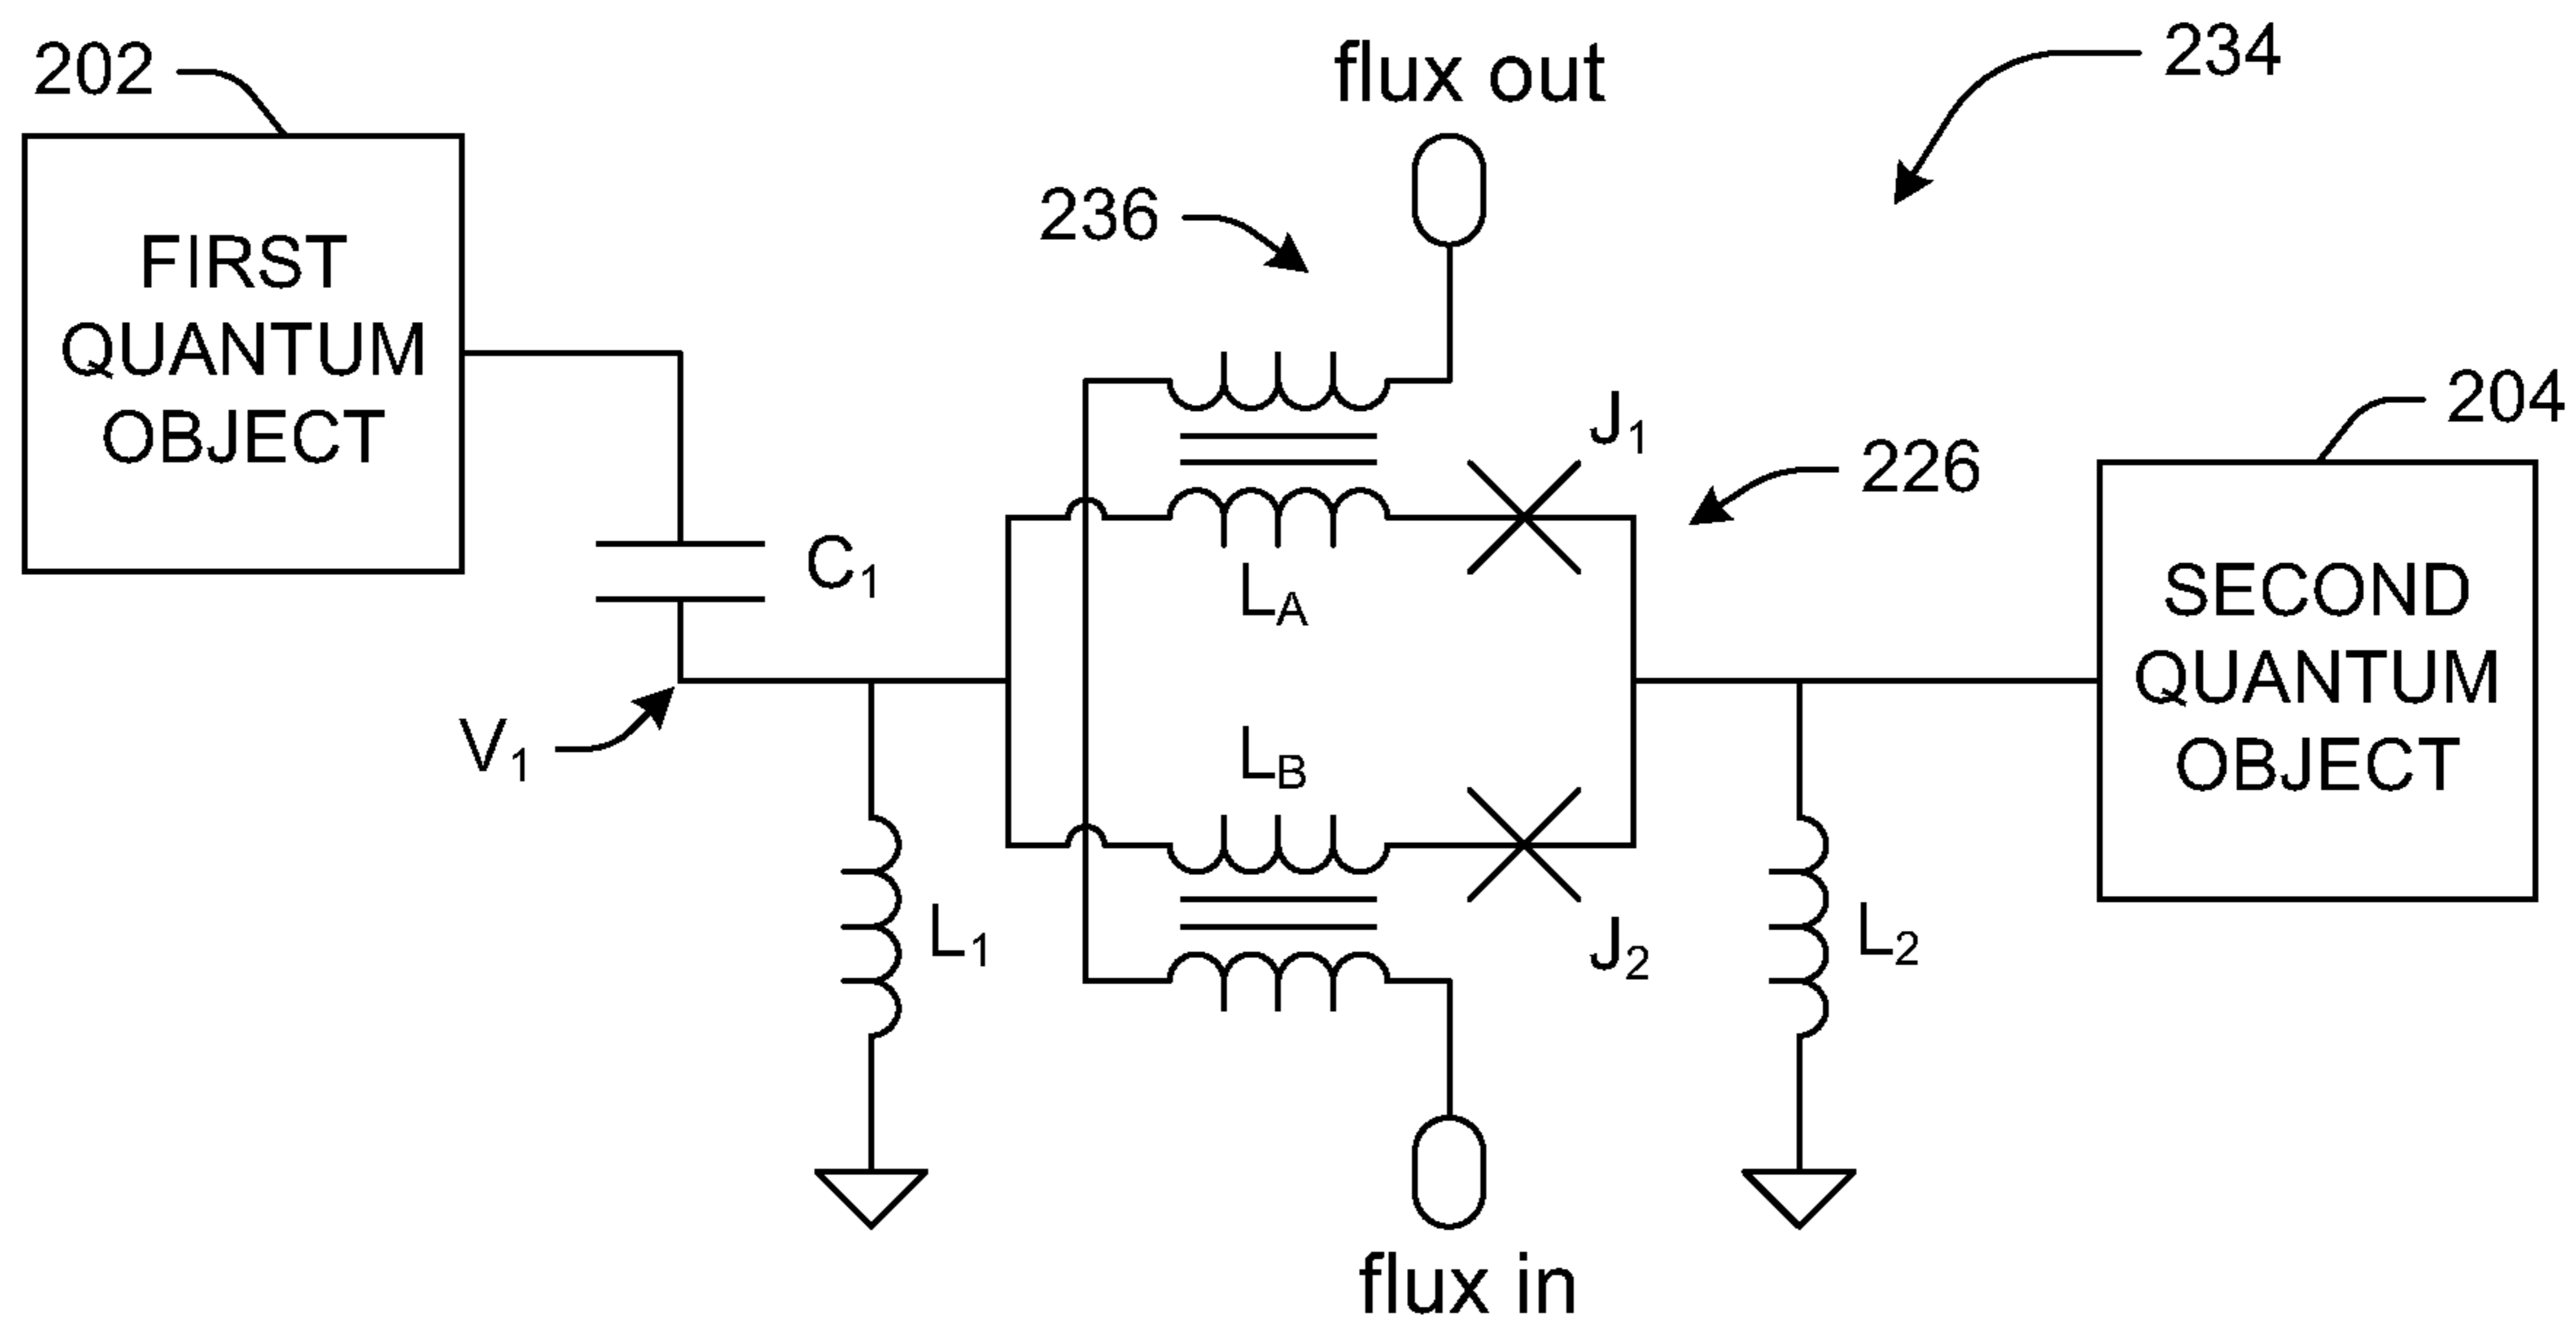 flux out
234
202
236
FIRST
QUANTUM
OBJECT
J1
204
226
C1
LA
SECOND
QUANTUM
OBJECT
V1
LB
L1
J2
L2
flux in